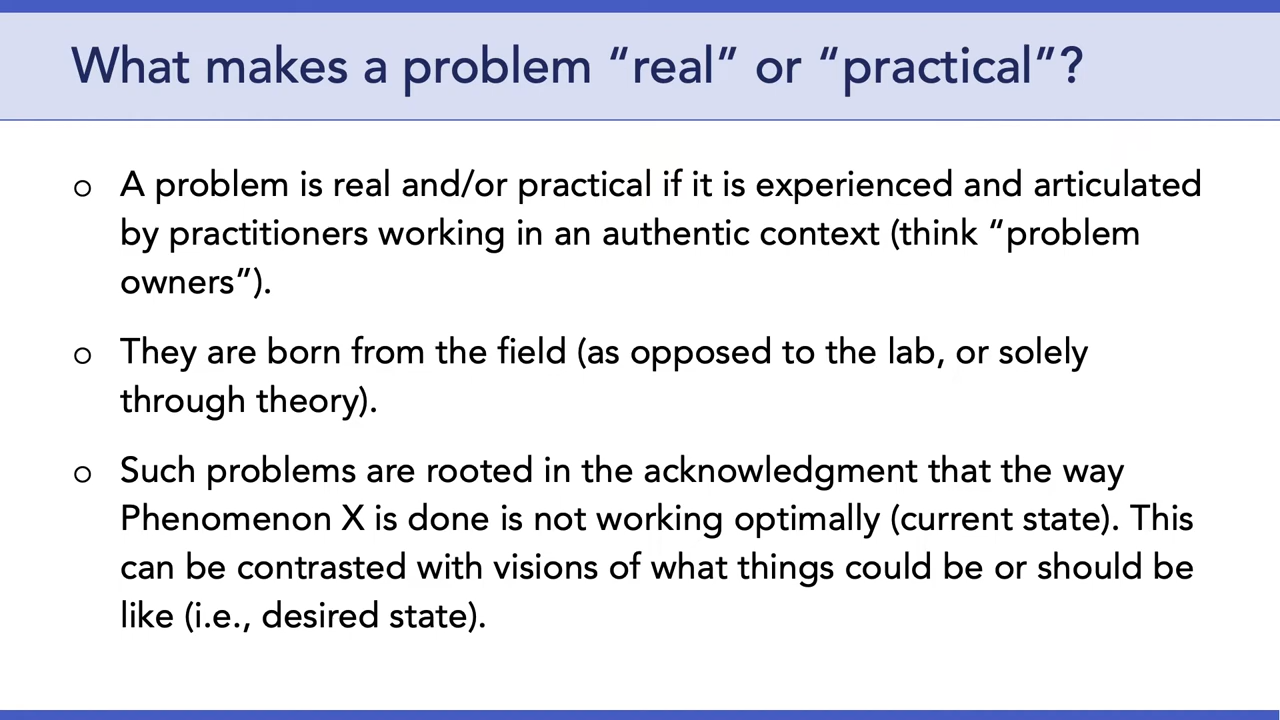 What makes a problem “real” or “practical”?
○ A problem is real and/or practical if it is experienced and articulated
by practitioners working in an authentic context (think “problem
owners”).
○ They are born from the field (as opposed to the lab, or solely
through theory).
○ Such problems are rooted in the acknowledgment that the way
Phenomenon X is done is not working optimally (current state). This
can be contrasted with visions of what things could be or should be
like (i.e., desired state).